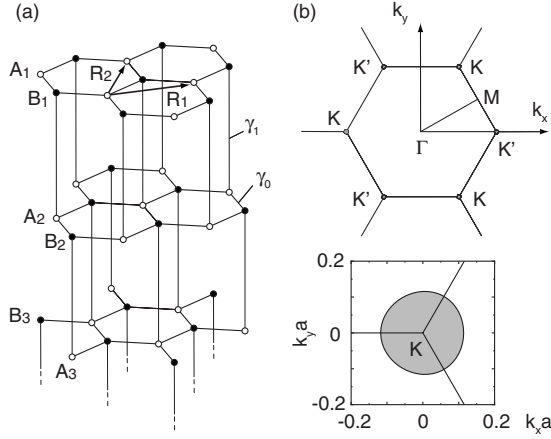 (a)
A1
B1
R2
R1
γ1
γ0
A2
B2
B3
A3
(b)
ky
K'
K
M
K
Γ
kx
K'
K'
K
0.2
kya
0
K
-0.2
-0.2
0
0.2
kxa